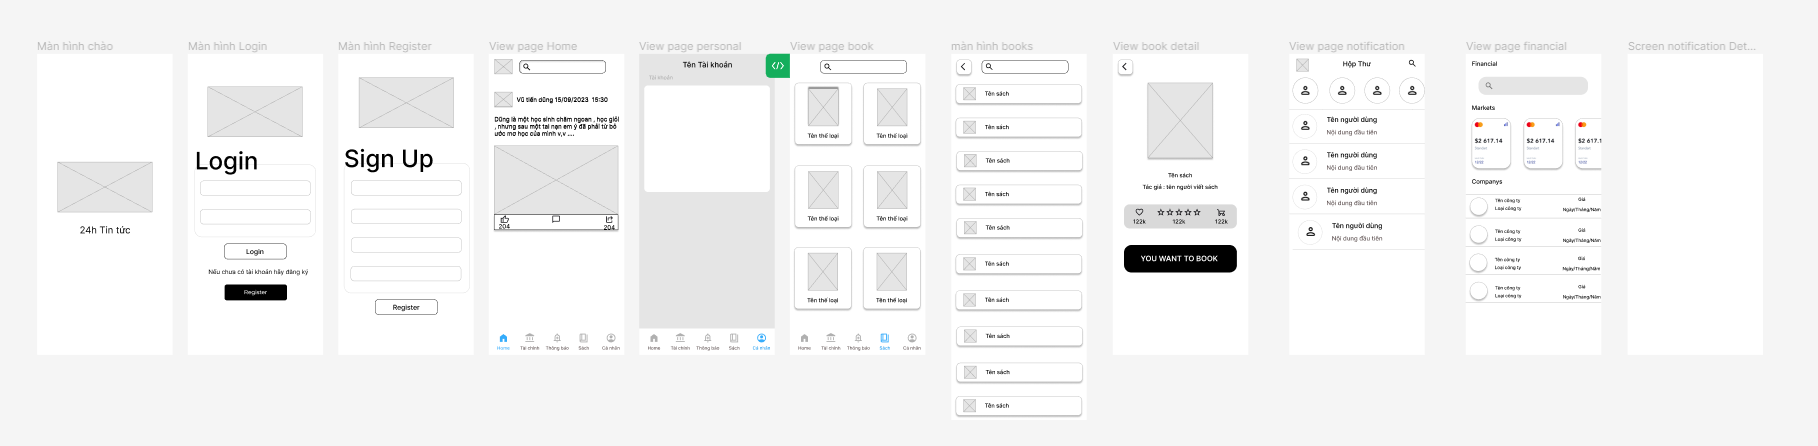 Màn hình chào
24h Tin tức
Màn hình Login
Login
Login
Nếu chưa có tài khoản hãy đăng ký
Register
Màn hình Register
Sign Up
Register
View page Home
Vũ tiến dũng 15/09/2023 15:30
Dũng là một học sinh chăm ngoan , học giỏi
, nhưng sau một tai nạn em ý đã phải từ bỏ
ước mơ học của mình v,v ....
204
204
Home
Tài chính
Thông báo
Sách
Cá nhân
View page personal
Tên Tài khoản
Tài khoản
Home
Tài chính
Thông báo
Sách
Cá nhân
View page book
Tên thể loại
Tên thể loại
Tên thể loại
Tên thể loại
Tên thể loại
Tên thể loại
Home
Tài chính
Thông báo
Sách
Cá nhân
màn hình books
Tên sách
Tên sách
Tên sách
Tên sách
Tên sách
Tên sách
Tên sách
Tên sách
Tên sách
Tên sách
View book detail
Tên sách
Tác giả : tên người viết sách
122k
122k
122k
YOU WANT TO BOOK
View page notification
Hộp Thư
Tên người dùng
Nội dung đầu tiên
Tên người dùng
Nội dung đầu tiên
Tên người dùng
Nội dung đầu tiên
Tên người dùng
Nội dung đầu tiên
View page financial
Financial
Markets
$2 617.14
$2 617.14
$2 617.14
Companys
Tên công ty
Giá
Loại công ty
Ngày/Tháng/Năm
Tên công ty
Giá
Loại công ty
Ngày/Tháng/Năm
Tên công ty
Giá
Loại công ty
Ngày/Tháng/Năm
Tên công ty
Giá
Loại công ty
Ngày/Tháng/Năm
Screen notification Det...